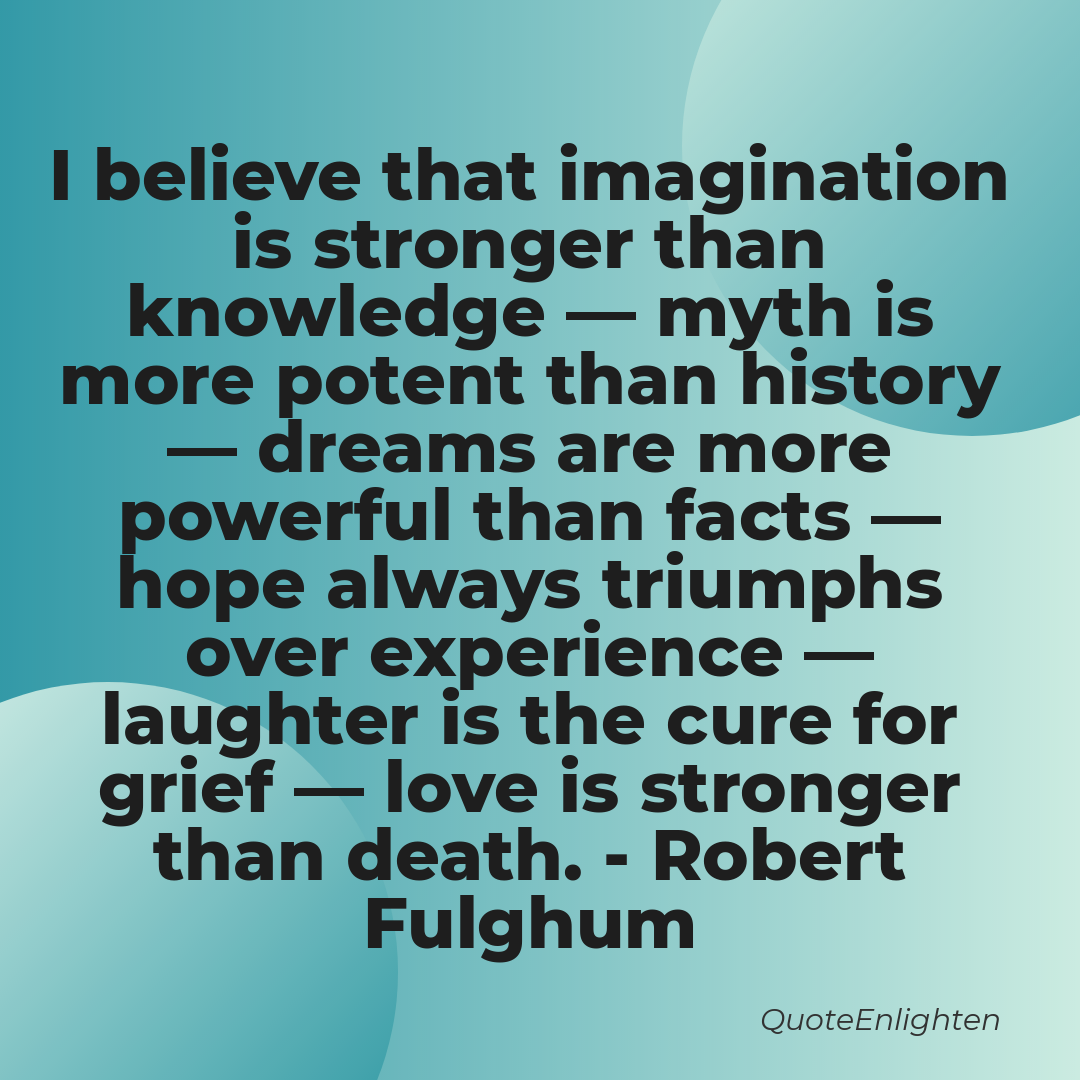 I believe that imagination
is stronger than
knowledge — myth is
more potent than history
— dreams are more
powerful than facts —
hope always triumphs
over experience —
laughter is the cure for
grief — love is stronger
than death. - Robert
Fulghum
QuoteEnlighten